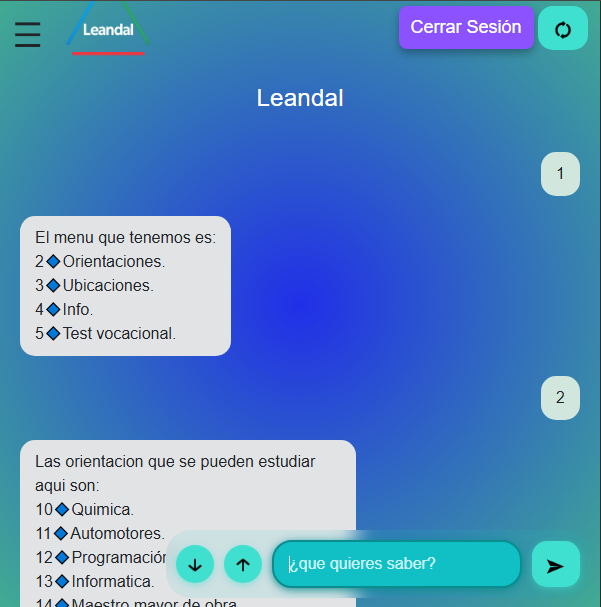 Leandal
Cerrar Sesión
Leandal
1
El menu que tenemos es:
2🔷Orientaciones.
3🔷Ubicaciones.
4🔷Info.
5🔷Test vocacional.
2
Las orientacion que se pueden estudiar
aqui son:
10🔷Quimica.
11🔷Automotores.
12🔷Programación
13🔷Informatica.
14🔷Maestro mayor de obra
¿que quieres saber?